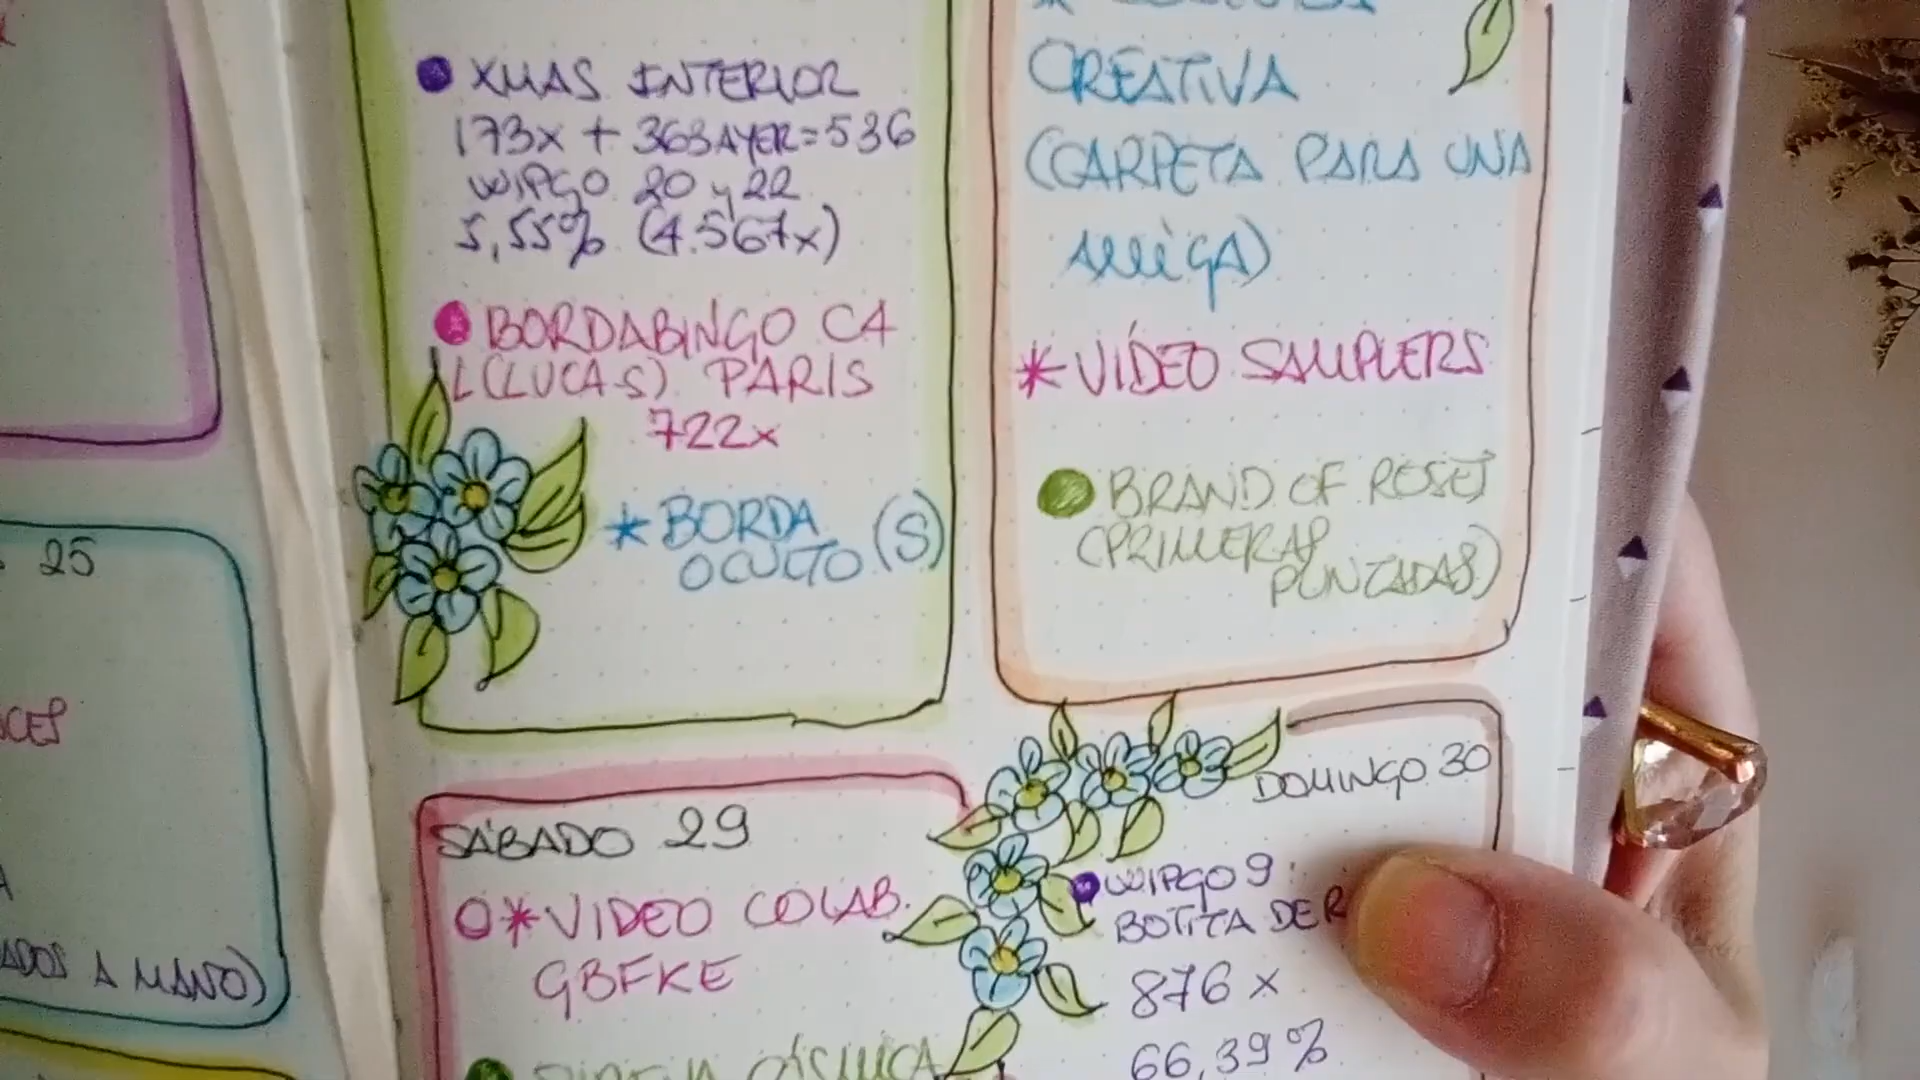 XMAS INTERIOR
173x + 363 AYER=536
WIPGO 20 y 22
5,55% (4.567x)
BORDABINGO C4
L(LUCAS) PARIS
722x
* BORDA
OCULTO (S)
CREATIVA
(CARPETA PARA UNA
AMIGA)
* VÍDEO SAMPLERS
BRAND OF ROSES
(PRIMERAS
PUNTADAS)
25
A MANO)
SÁBADO 29
O* VIDEO COLAB.
GBFKE
DOMINGO 30
WIPGO 9:
BOTITA DE R
876 x
66,39%